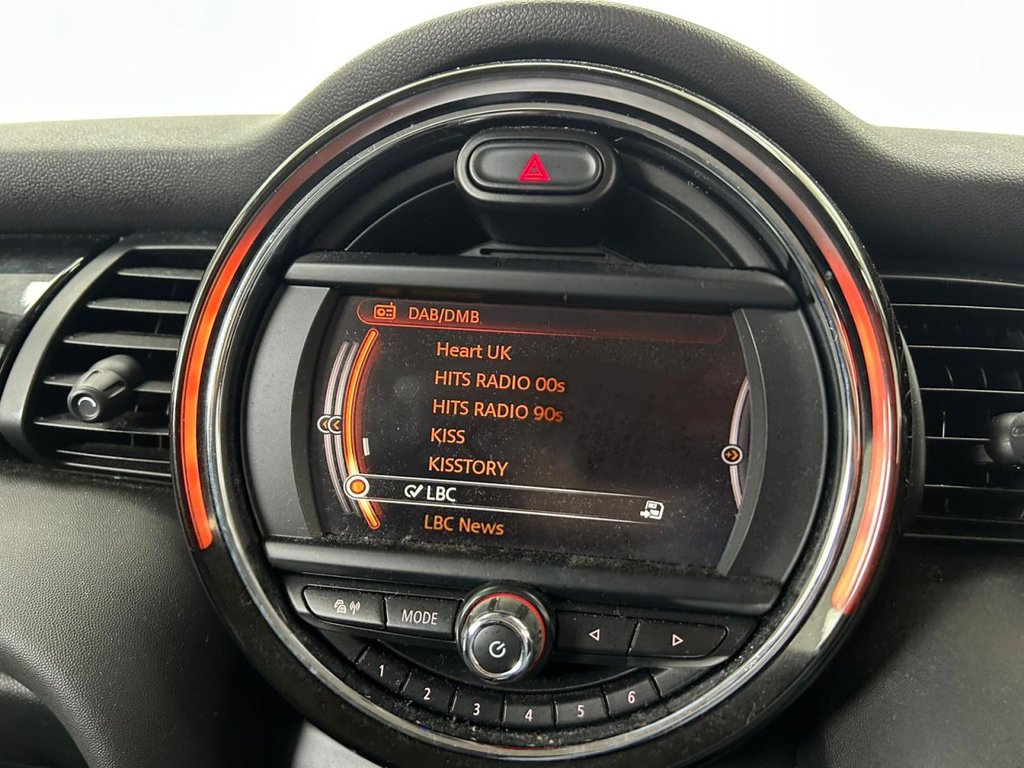 DAB/DMB
Heart UK
HITS RADIO 00s
HITS RADIO 90s
KISS
KISSTORY
LBC
LBC News
MODE
1
2
3
4
5
6